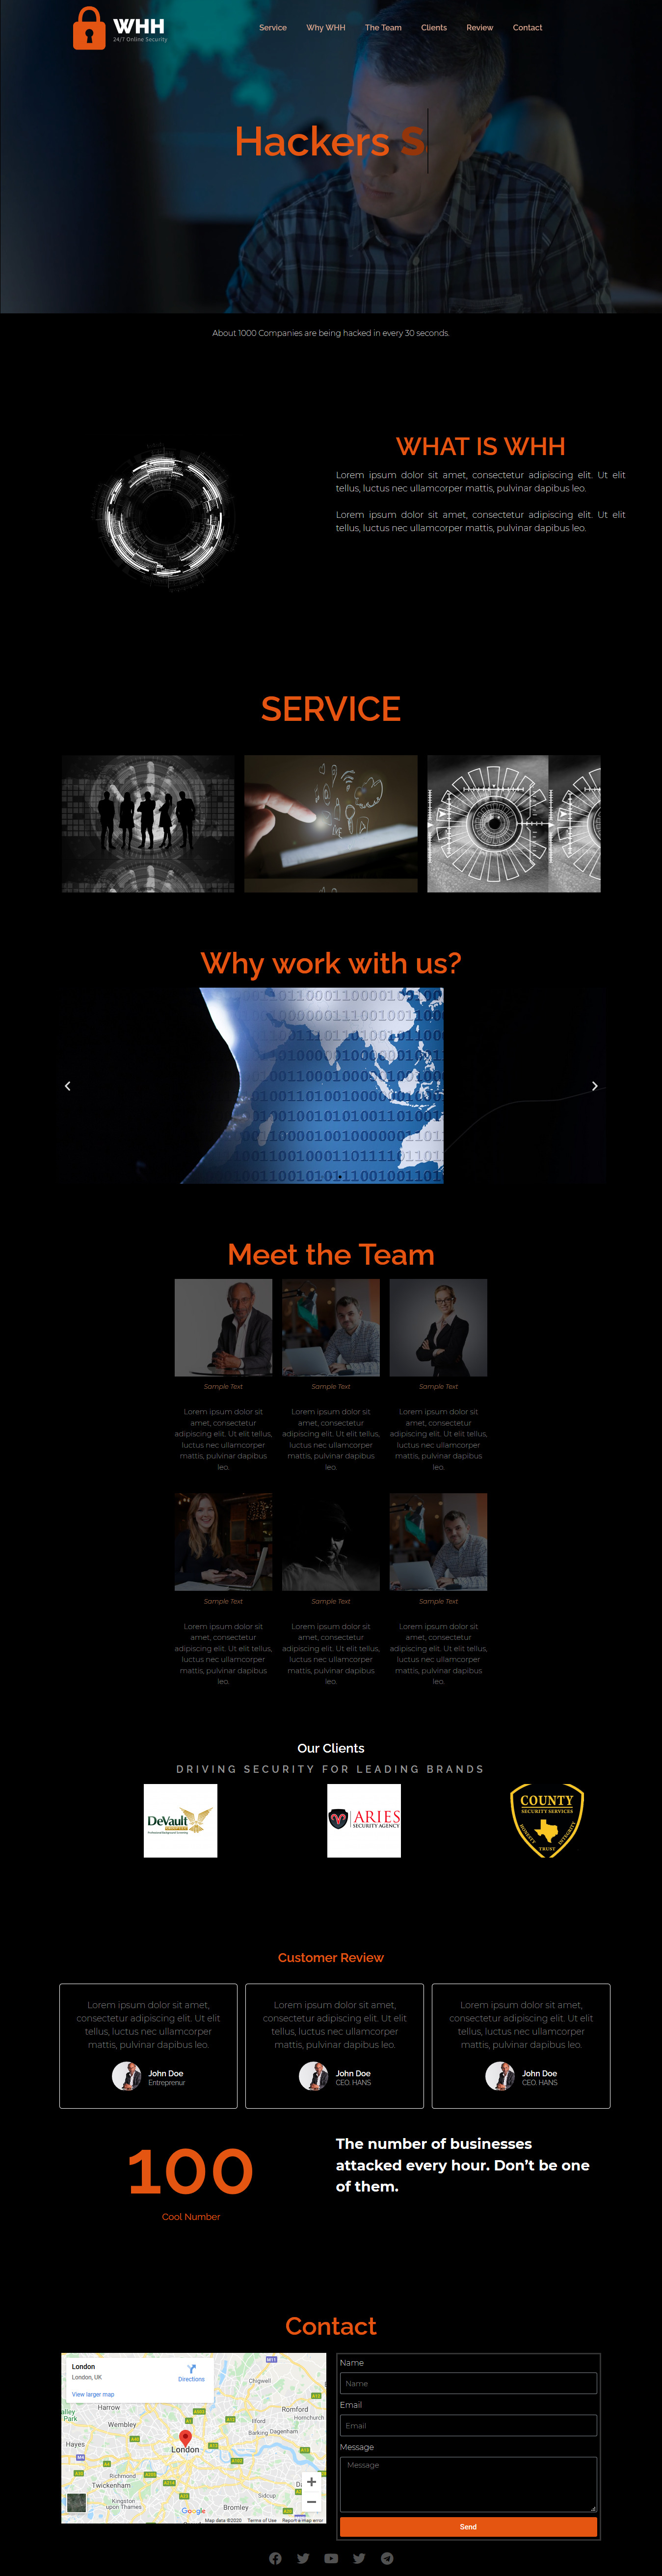 WHH
24/7 Online Security
Service Why WHH The Team Clients Review Contact
Hackers S
About 1000 Companies are being hacked in every 30 seconds.
WHAT IS WHH
Lorem ipsum dolor sit amet, consectetur adipiscing elit. Ut elit
tellus, luctus nec ullamcorper mattis, pulvinar dapibus leo.
Lorem ipsum dolor sit amet, consectetur adipiscing elit. Ut elit
tellus, luctus nec ullamcorper mattis, pulvinar dapibus leo.
SERVICE
Why work with us?
Meet the Team
Sample Text
Lorem ipsum dolor sit
amet, consectetur
adipiscing elit. Ut elit tellus,
luctus nec ullamcorper
mattis, pulvinar dapibus
leo.
Sample Text
Lorem ipsum dolor sit
amet, consectetur
adipiscing elit. Ut elit tellus,
luctus nec ullamcorper
mattis, pulvinar dapibus
leo.
Sample Text
Lorem ipsum dolor sit
amet, consectetur
adipiscing elit. Ut elit tellus,
luctus nec ullamcorper
mattis, pulvinar dapibus
leo.
Sample Text
Lorem ipsum dolor sit
amet, consectetur
adipiscing elit. Ut elit tellus,
luctus nec ullamcorper
mattis, pulvinar dapibus
leo.
Sample Text
Lorem ipsum dolor sit
amet, consectetur
adipiscing elit. Ut elit tellus,
luctus nec ullamcorper
mattis, pulvinar dapibus
leo.
Sample Text
Lorem ipsum dolor sit
amet, consectetur
adipiscing elit. Ut elit tellus,
luctus nec ullamcorper
mattis, pulvinar dapibus
leo.
Our Clients
DRIVING SECURITY FOR LEADING BRANDS
DeVault
ARIES
SECURITY AGENCY
COUNTY
SECURITY SERVICES
HONESTY TRUST INTEGRITY
Customer Review
Lorem ipsum dolor sit amet,
consectetur adipiscing elit. Ut elit
tellus, luctus nec ullamcorper
mattis, pulvinar dapibus leo.
John Doe
Entreprenur
Lorem ipsum dolor sit amet,
consectetur adipiscing elit. Ut elit
tellus, luctus nec ullamcorper
mattis, pulvinar dapibus leo.
John Doe
CEO, HANS
Lorem ipsum dolor sit amet,
consectetur adipiscing elit. Ut elit
tellus, luctus nec ullamcorper
mattis, pulvinar dapibus leo.
John Doe
CEO, HANS
100
Cool Number
The number of businesses
attacked every hour. Don’t be one
of them.
Contact
London
London, UK
Directions
View larger map
Chigwell
Harrow
Romford
Hornchurch
Wembley
Ilford
Barking Dagenham
Hayes
London
Richmond
Twickenham
Kingston
upon Thames
Sidcup
Bromley
Google
Map data ©2020 Terms of Use Report a map error
Name
Name
Email
Email
Message
Message
Send